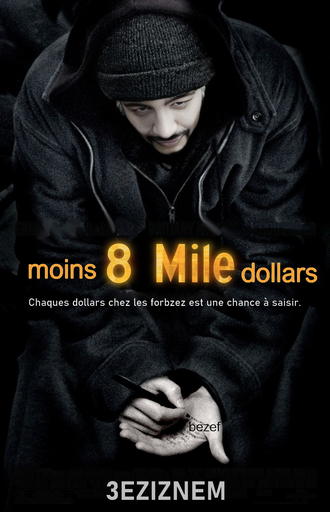 moins 8 Mile dollars
Chaques dollars chez les forbzez est une chance à saisir.
bezef
3EZIZNEM